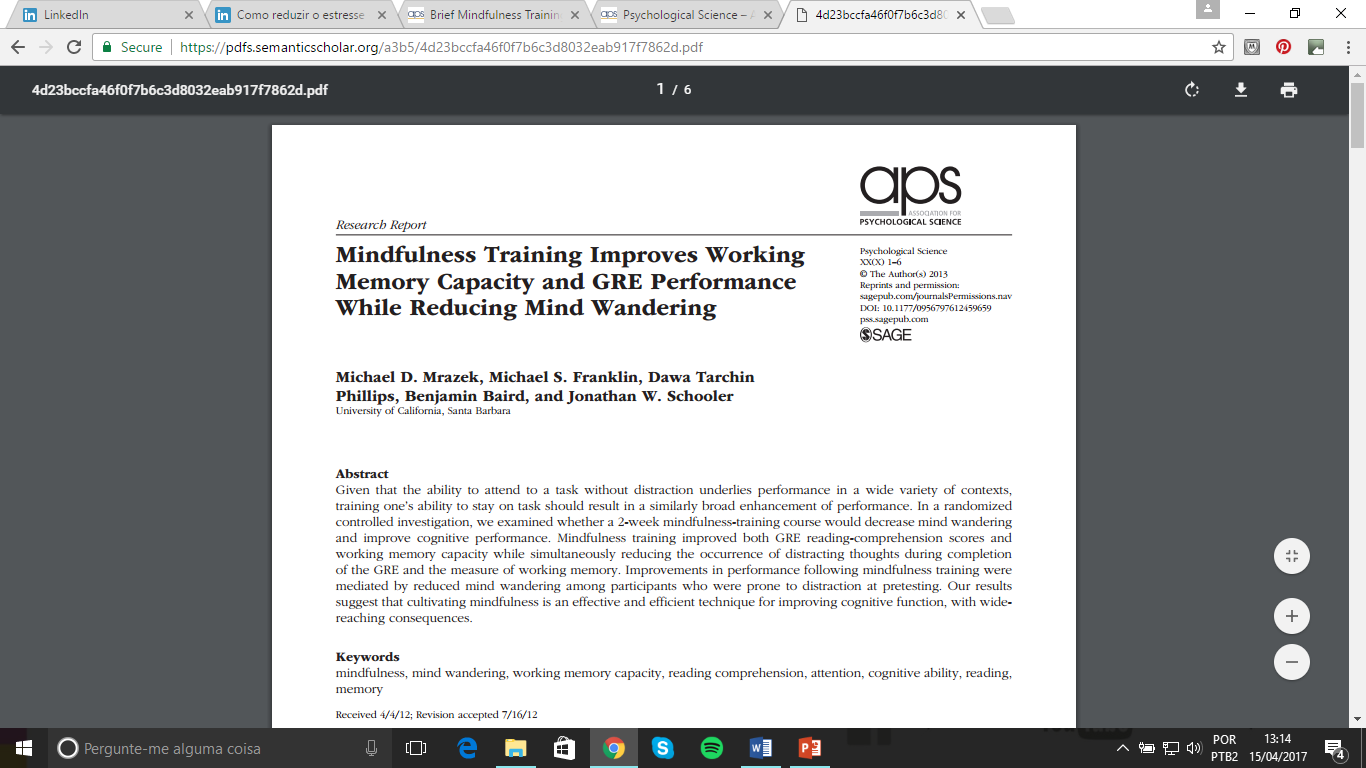 LinkedIn
Como reduzir o estresse
Brief Mindfulness Trainin
Psychological Science – A
4d23bccfa46f0f7b6c3d80
Secure
https://pdfs.semanticscholar.org/a3b5/4d23bccfa46f0f7b6c3d8032eab917f7862d.pdf
4d23bccfa46f0f7b6c3d8032eab917f7862d.pdf
1 / 6
aps
ASSOCIATION FOR
PSYCHOLOGICAL SCIENCE
Research Report
Mindfulness Training Improves Working
Memory Capacity and GRE Performance
While Reducing Mind Wandering
Psychological Science
XX(X) 1–6
© The Author(s) 2013
Reprints and permission:
sagepub.com/journalsPermissions.nav
DOI: 10.1177/0956797612459659
pss.sagepub.com
SAGE
Michael D. Mrazek, Michael S. Franklin, Dawa Tarchin
Phillips, Benjamin Baird, and Jonathan W. Schooler
University of California, Santa Barbara
Abstract
Given that the ability to attend to a task without distraction underlies performance in a wide variety of contexts,
training one's ability to stay on task should result in a similarly broad enhancement of performance. In a randomized
controlled investigation, we examined whether a 2-week mindfulness-training course would decrease mind wandering
and improve cognitive performance. Mindfulness training improved both GRE reading-comprehension scores and
working memory capacity while simultaneously reducing the occurrence of distracting thoughts during completion
of the GRE and the measure of working memory. Improvements in performance following mindfulness training were
mediated by reduced mind wandering among participants who were prone to distraction at pretesting. Our results
suggest that cultivating mindfulness is an effective and efficient technique for improving cognitive function, with wide-
reaching consequences.
Keywords
mindfulness, mind wandering, working memory capacity, reading comprehension, attention, cognitive ability, reading,
memory
Received 4/4/12; Revision accepted 7/16/12
Pergunte-me alguma coisa
POR
PTB2
13:14
15/04/2017
4